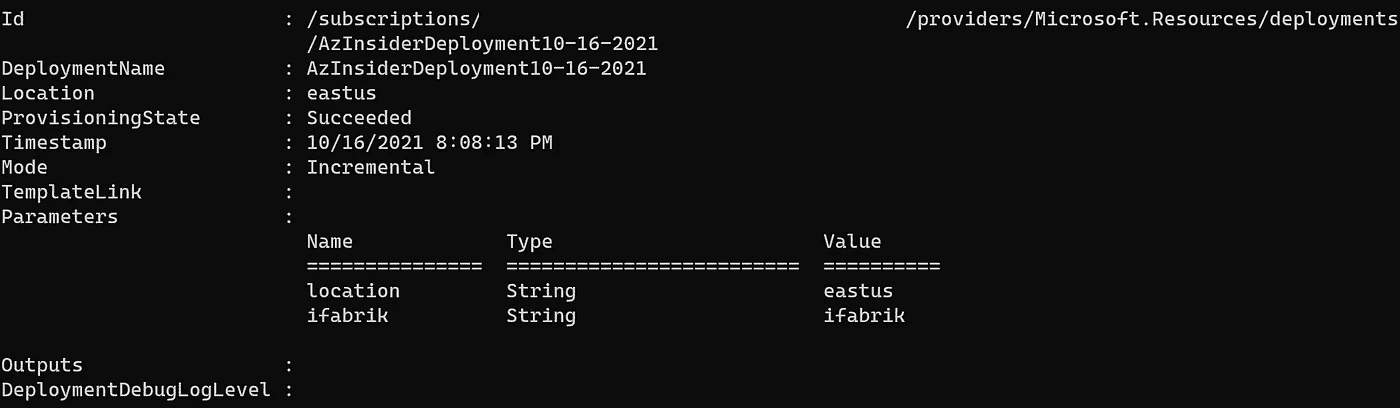 Id                      : /subscriptions/                                    /providers/Microsoft.Resources/deployments
                          /AzInsiderDeployment10-16-2021
DeploymentName          : AzInsiderDeployment10-16-2021
Location                : eastus
ProvisioningState       : Succeeded
Timestamp               : 10/16/2021 8:08:13 PM
Mode                    : Incremental
TemplateLink            :
Parameters              :
                          Name             Type                       Value
                          ===============  =========================  ==========
                          location         String                     eastus
                          ifabrik          String                     ifabrik
Outputs                 :
DeploymentDebugLogLevel :